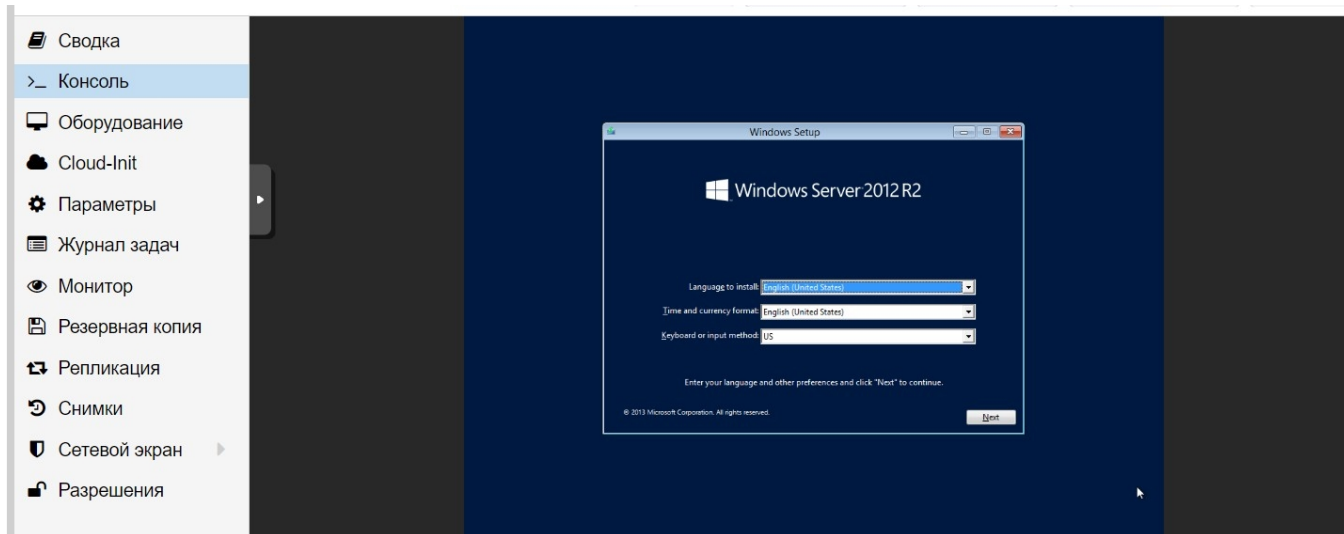 Сводка
Консоль
Оборудование
Cloud-Init
Параметры
Журнал задач
Монитор
Резервная копия
Репликация
Снимки
Сетевой экран
Разрешения
Windows Setup
Windows Server 2012 R2
Language to install: English (United States)
Time and currency format: English (United States)
Keyboard or input method: US
Enter your language and other preferences and click "Next" to continue.
© 2013 Microsoft Corporation. All rights reserved.
Next